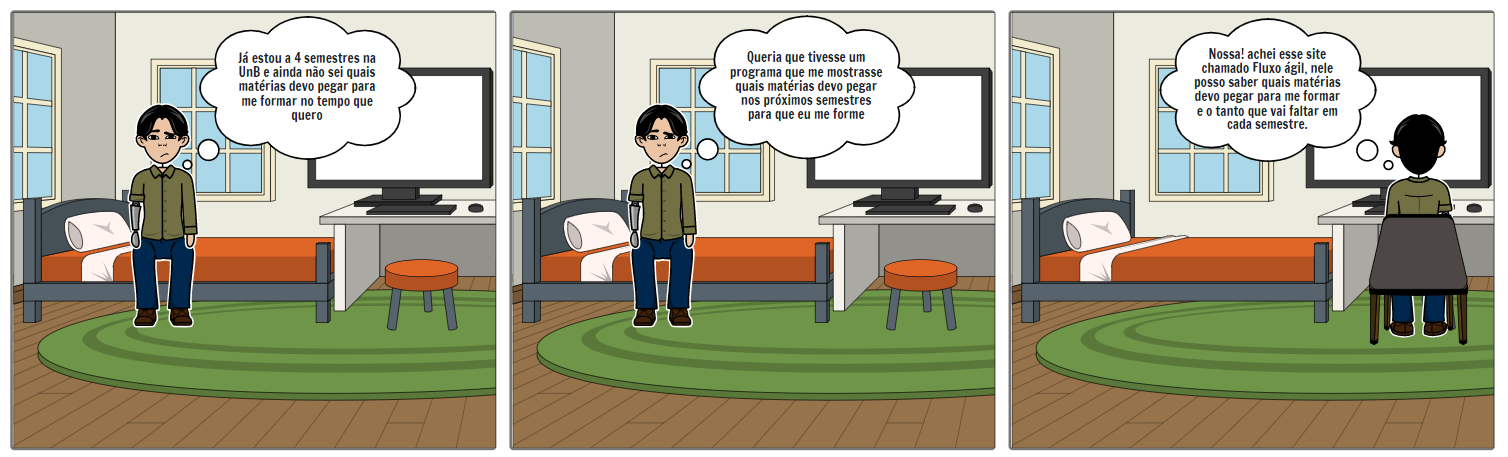 Já estou a 4 semestres na
UnB e ainda não sei quais
matérias devo pegar para
me formar no tempo que
quero
Queria que tivesse um
programa que me mostrasse
quais matérias devo pegar
nos próximos semestres
para que eu me forme
Nossa! achei esse site
chamado Fluxo ágil, nele
posso saber quais matérias
devo pegar para me formar
e o tanto que vai faltar em
cada semestre.